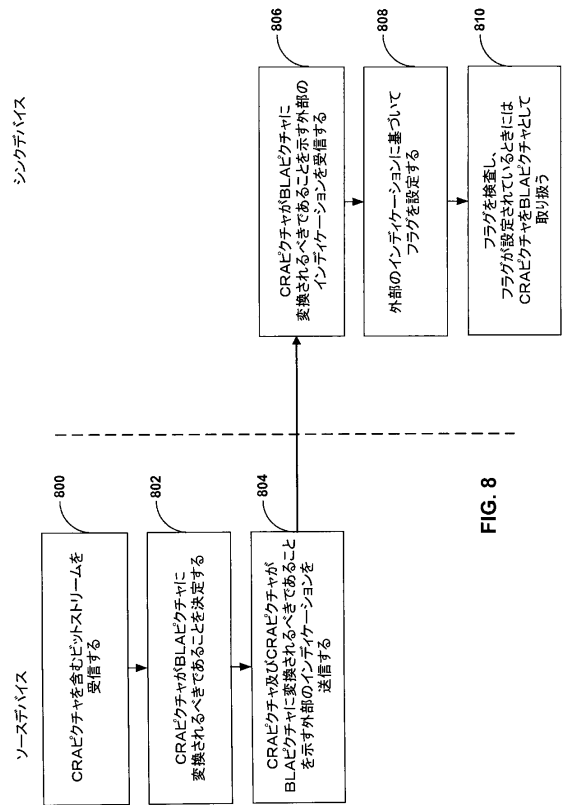 ソースデバイス
800
CRAピクチャを含むビットストリームを
受信する
802
CRAピクチャがBLAピクチャに
変換されるべきであることを決定する
804
CRAピクチャ及びCRAピクチャが
BLAピクチャに変換されるべきであること
を示す外部のインディケーションを
送信する
シンクデバイス
806
CRAピクチャがBLAピクチャに
変換されるべきであることを示す外部の
インディケーションを受信する
808
外部のインディケーションに基づいて
フラグを設定する
810
フラグを検査し、
フラグが設定されているときには
CRAピクチャをBLAピクチャとして
取り扱う
FIG. 8